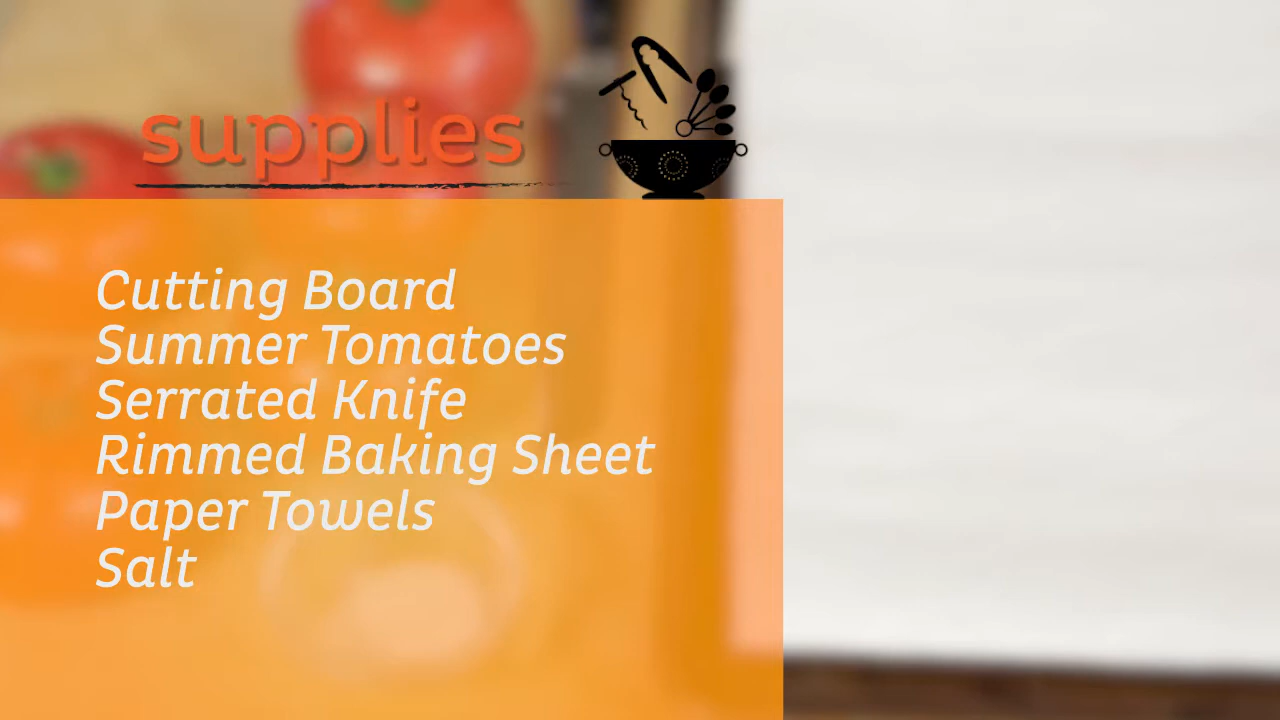 supplies
Cutting Board
Summer Tomatoes
Serrated Knife
Rimmed Baking Sheet
Paper Towels
Salt